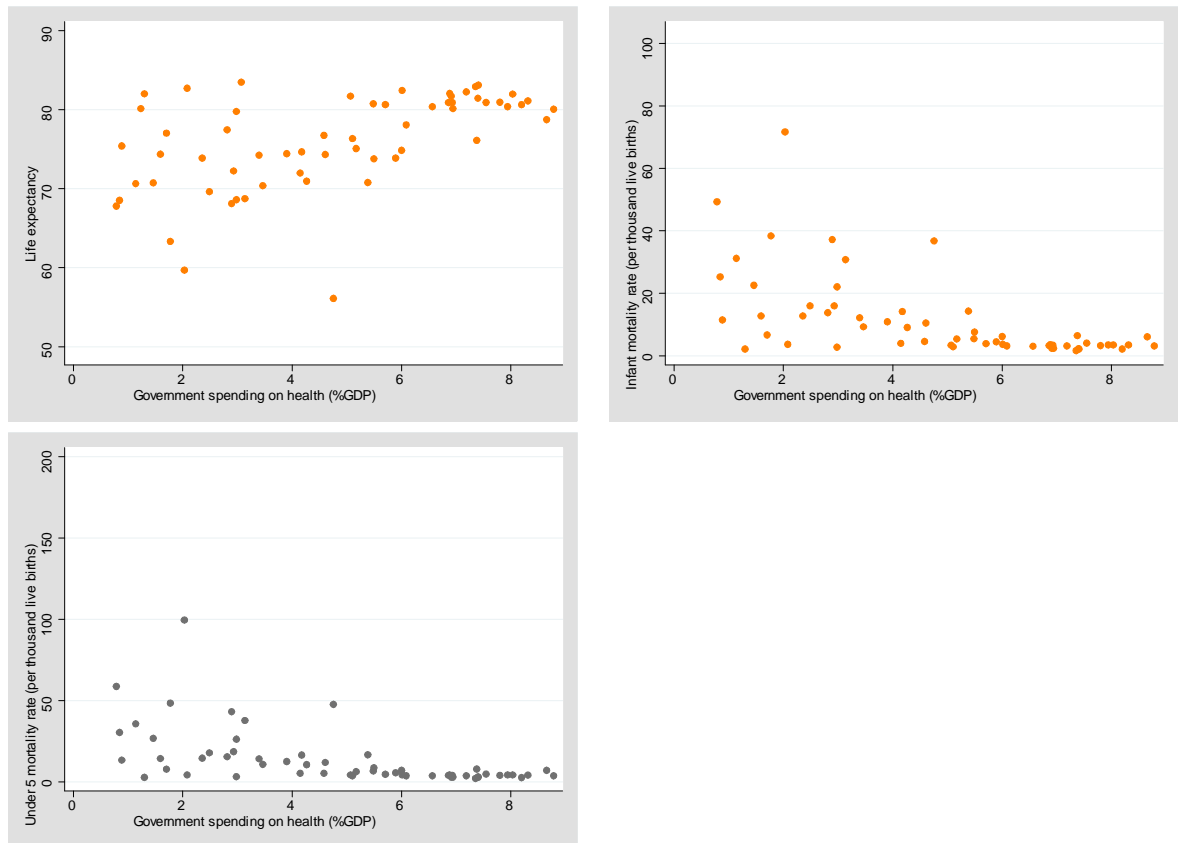 Life expectancy
90
80
70
60
50
0 2 4 6 8
Government spending on health (%GDP)
Infant mortality rate (per thousand live births)
100
80
60
40
20
0
0 2 4 6 8
Government spending on health (%GDP)
Under 5 mortality rate (per thousand live births)
200
150
100
50
0
0 2 4 6 8
Government spending on health (%GDP)